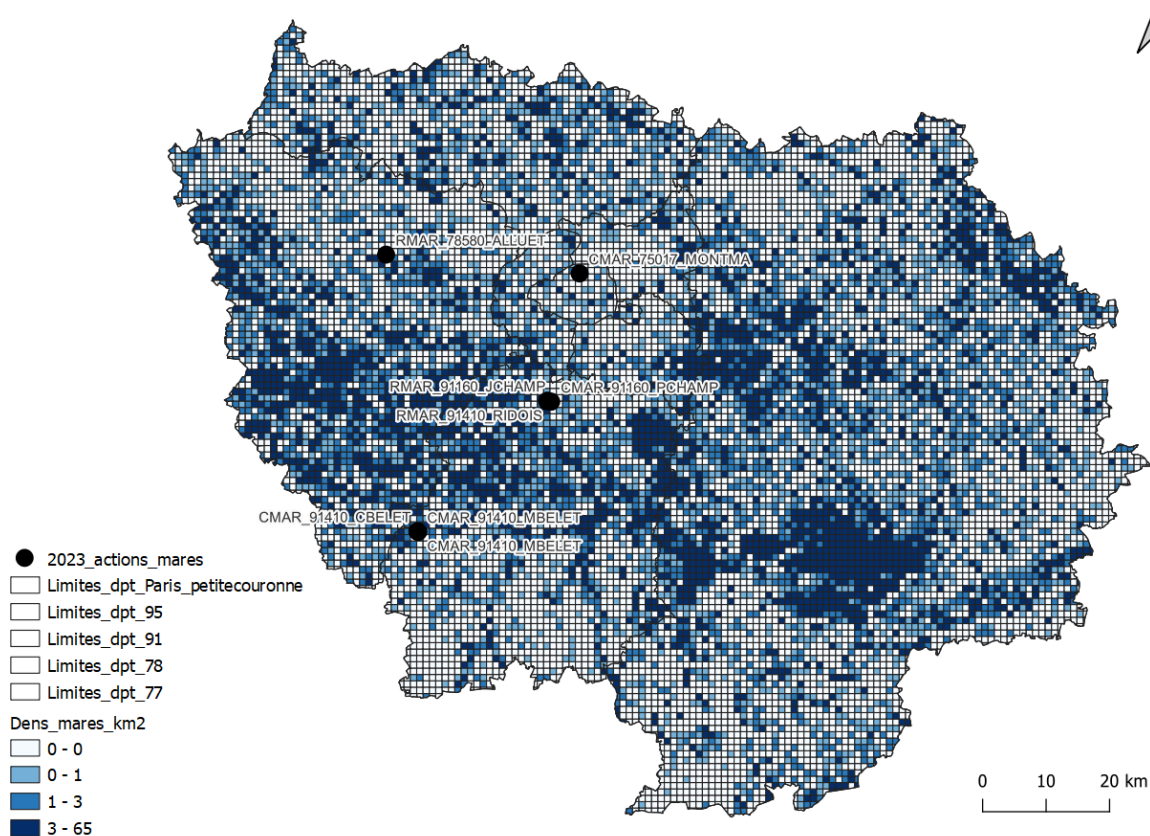 RMAR_78580_ALLUET
CMAR_75017_MONTMA
RMAR_91160_JCHAMP
CMAR_91160_PCHAMP
RMAR_91410_RIDOIS
CMAR_91410_CBELET
CMAR_91410_MBELET
CMAR_91410_MBELET
2023_actions_mares
Limites_dpt_Paris_petitecouronne
Limites_dpt_95
Limites_dpt_91
Limites_dpt_78
Limites_dpt_77
Dens_mares_km2
0 - 0
0 - 1
1 - 3
3 - 65
0 10 20 km